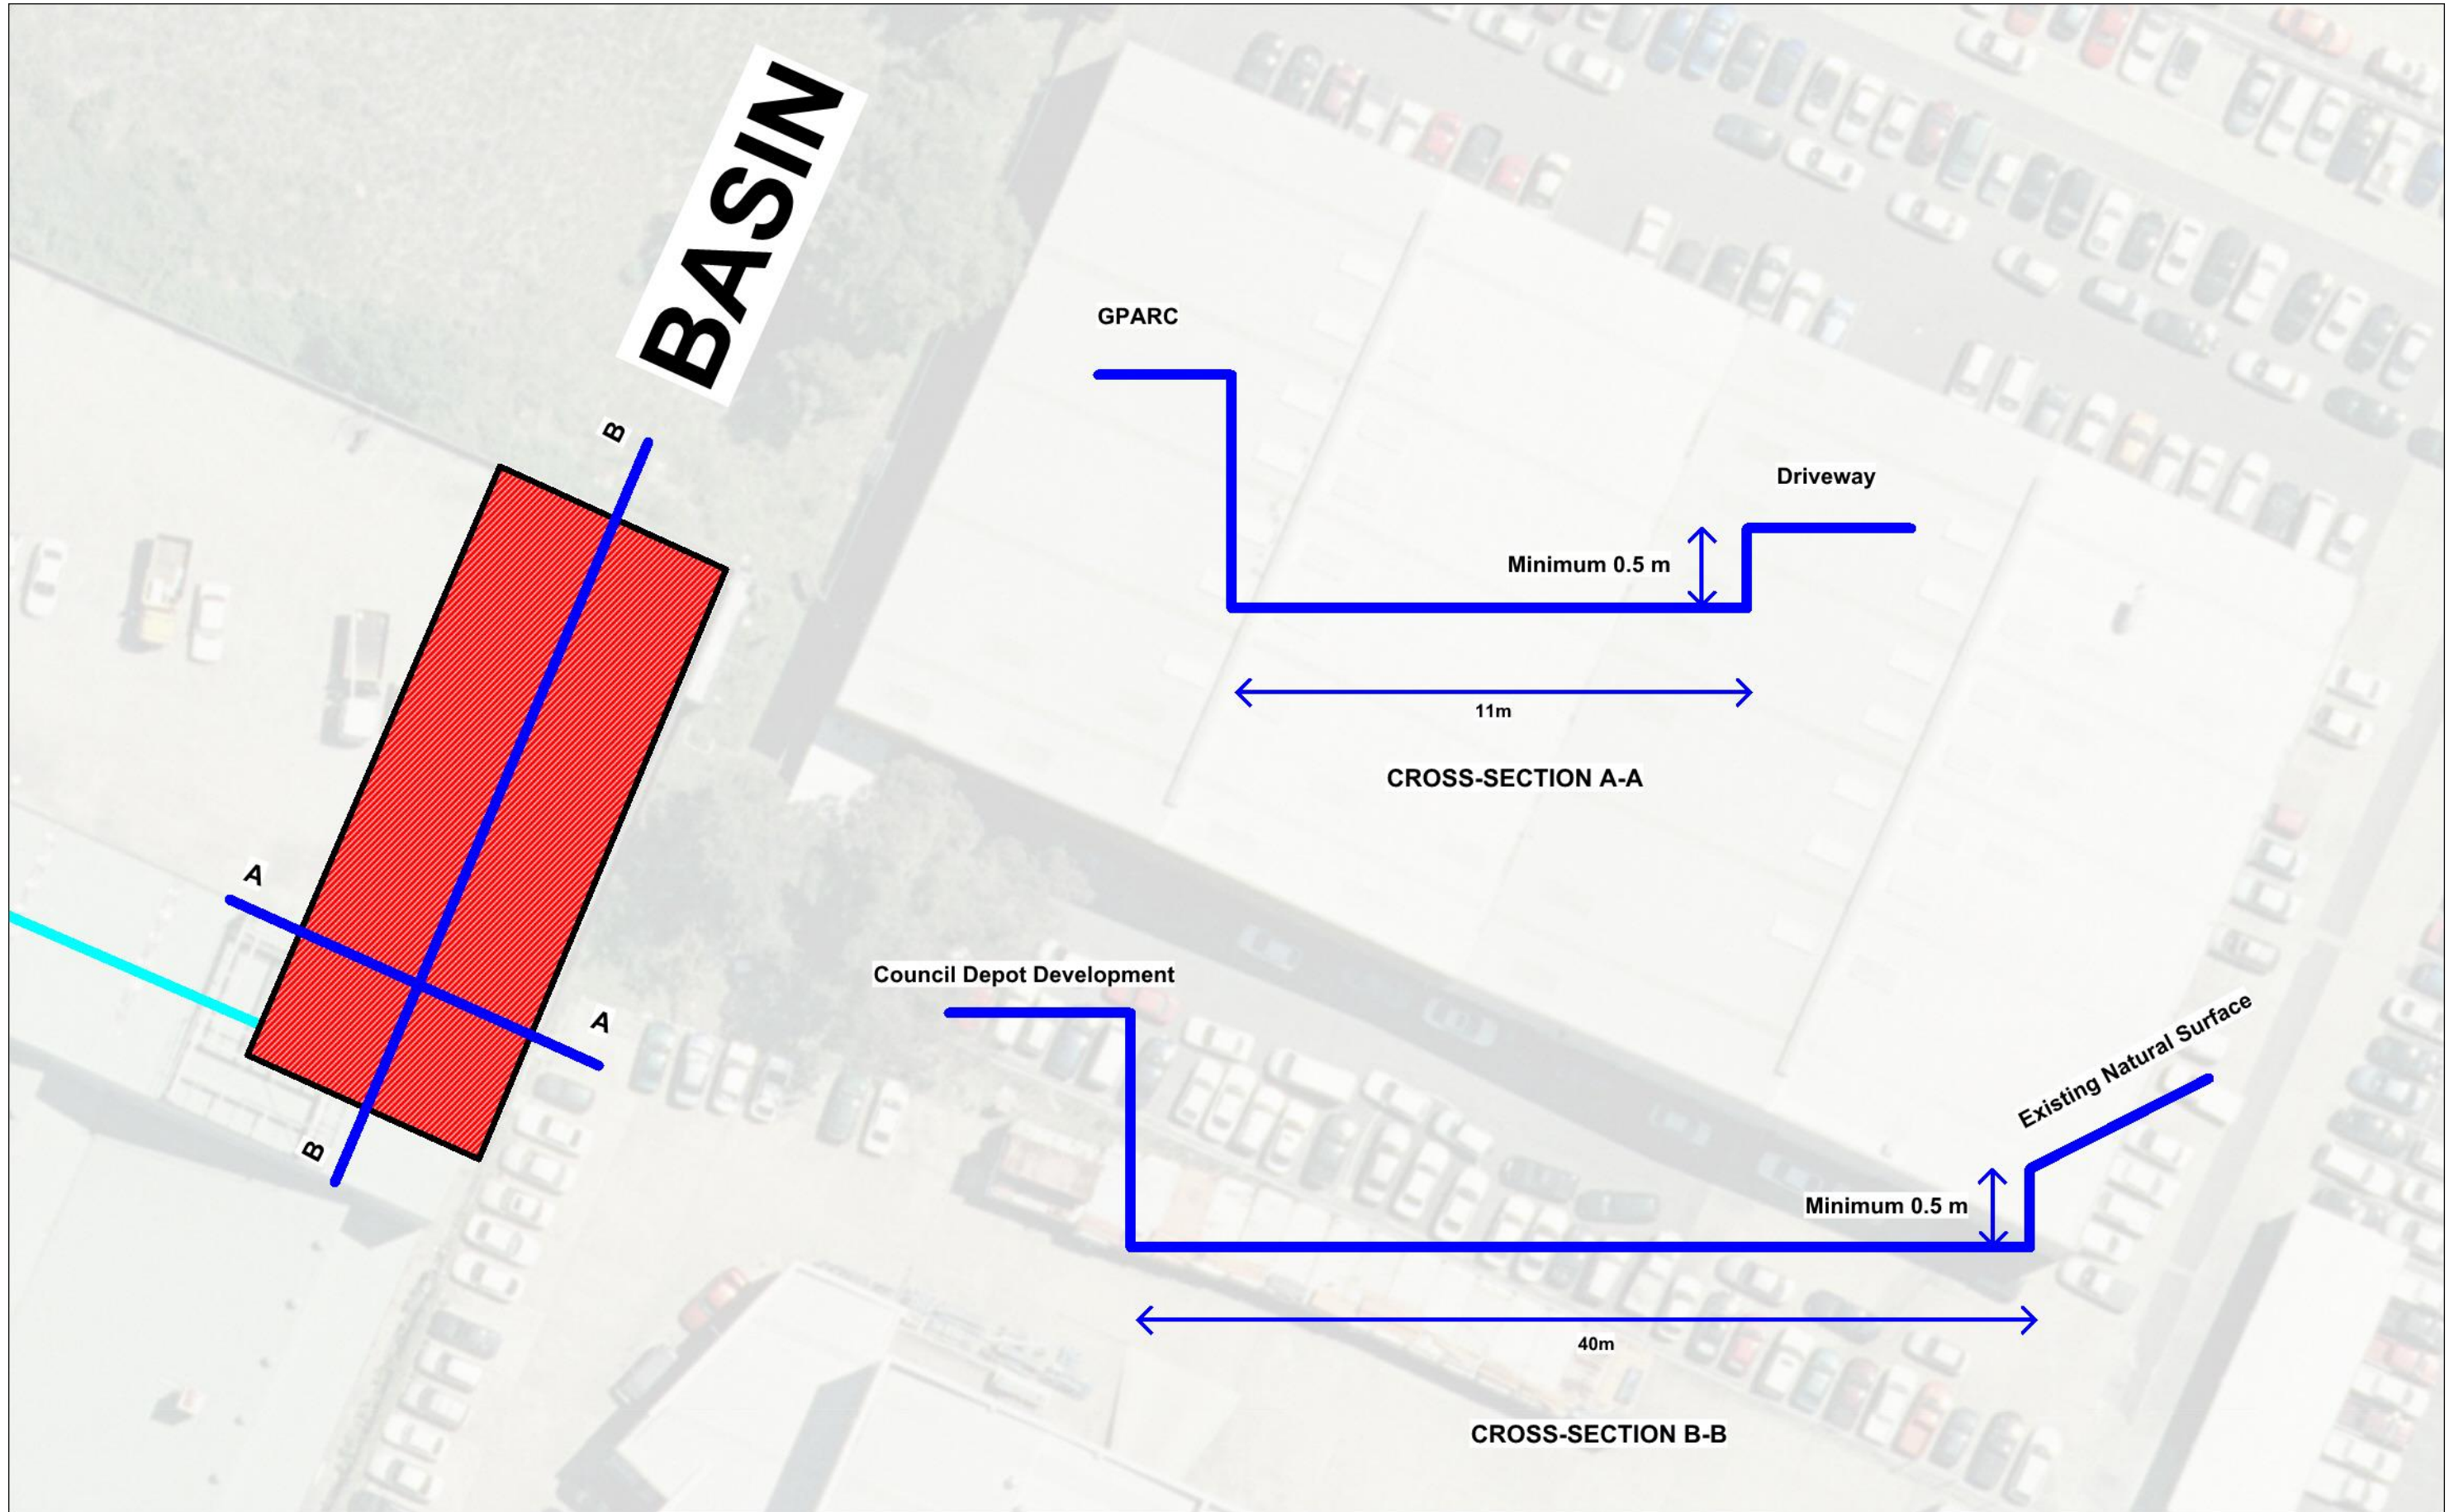 BASIN
B
GPARC
Driveway
Minimum 0.5 m
11m
CROSS-SECTION A-A
A
A
B
Council Depot Development
Existing Natural Surface
Minimum 0.5 m
40m
CROSS-SECTION B-B